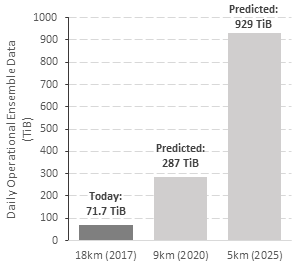 Daily Operational Ensemble Data
(TiB)
1000
900
800
700
600
500
400
300
200
100
0
Today:
71.7 TiB
Predicted:
287 TiB
Predicted:
929 TiB
18km (2017)
9km (2020)
5km (2025)